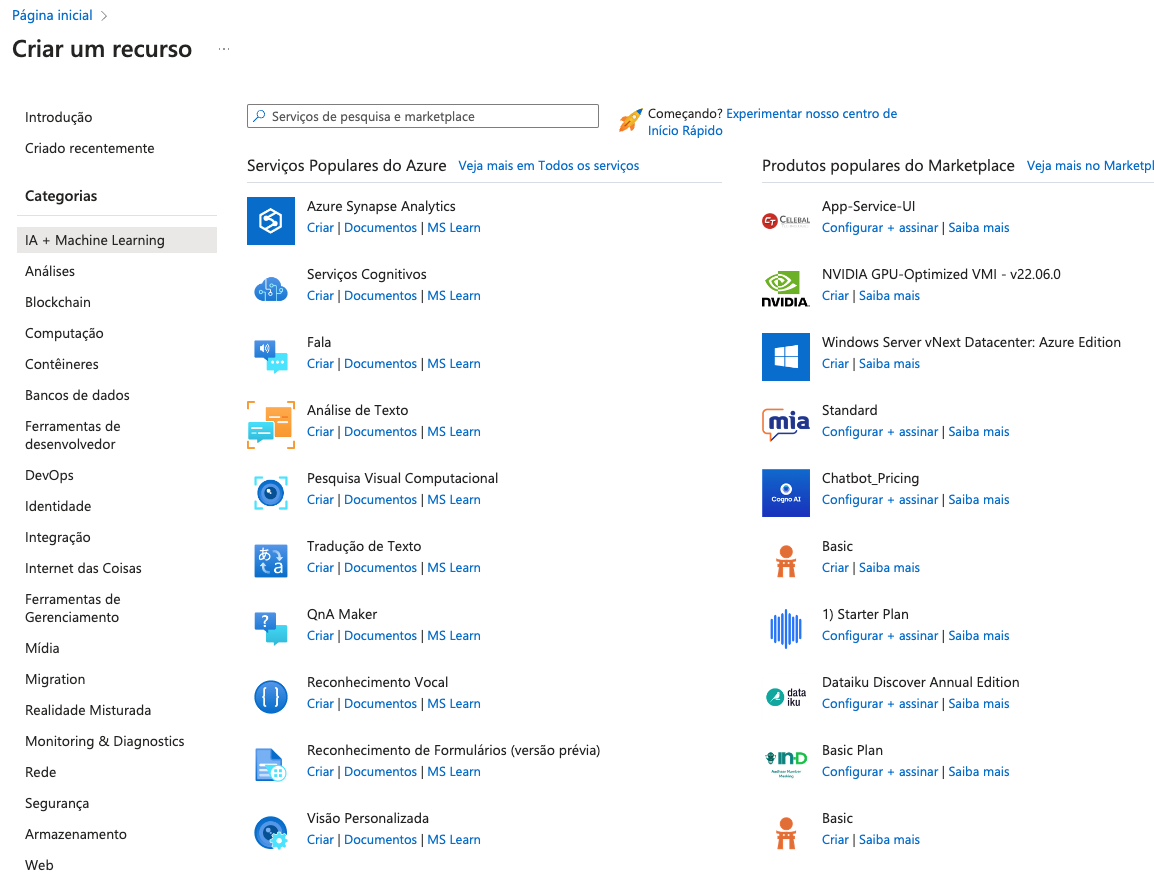 Página inicial
Criar um recurso
Introdução
Criado recentemente
Categorias
IA + Machine Learning
Análises
Blockchain
Computação
Contêineres
Bancos de dados
Ferramentas de
desenvolvedor
DevOps
Identidade
Integração
Internet das Coisas
Ferramentas de
Gerenciamento
Mídia
Migration
Realidade Misturada
Monitoring & Diagnostics
Rede
Segurança
Armazenamento
Web
Serviços de pesquisa e marketplace
Começando? Experimentar nosso centro de
Início Rápido
Serviços Populares do Azure Veja mais em Todos os serviços
Azure Synapse Analytics
Criar | Documentos | MS Learn
Serviços Cognitivos
Criar | Documentos | MS Learn
Fala
Criar | Documentos | MS Learn
Análise de Texto
Criar | Documentos | MS Learn
Pesquisa Visual Computacional
Criar | Documentos | MS Learn
あ
a
Tradução de Texto
Criar | Documentos | MS Learn
?
QnA Maker
Criar | Documentos | MS Learn
{ }
Reconhecimento Vocal
Criar | Documentos | MS Learn
Reconhecimento de Formulários (versão prévia)
Criar | Documentos | MS Learn
Visão Personalizada
Criar | Documentos | MS Learn
Produtos populares do Marketplace Veja mais no Marketpl
CT CELEBAL
App-Service-UI
Configurar + assinar | Saiba mais
NVIDIA.
NVIDIA GPU-Optimized VMI - v22.06.0
Criar | Saiba mais
Windows Server vNext Datacenter: Azure Edition
Criar | Saiba mais
mia
Standard
Configurar + assinar | Saiba mais
Cogno AI
Chatbot_Pricing
Configurar + assinar | Saiba mais
Basic
Criar | Saiba mais
1) Starter Plan
Configurar + assinar | Saiba mais
data
iku
Dataiku Discover Annual Edition
Configurar + assinar | Saiba mais
IN-D
Aadhaar Number
Masking
Basic Plan
Configurar + assinar | Saiba mais
Basic
Criar | Saiba mais